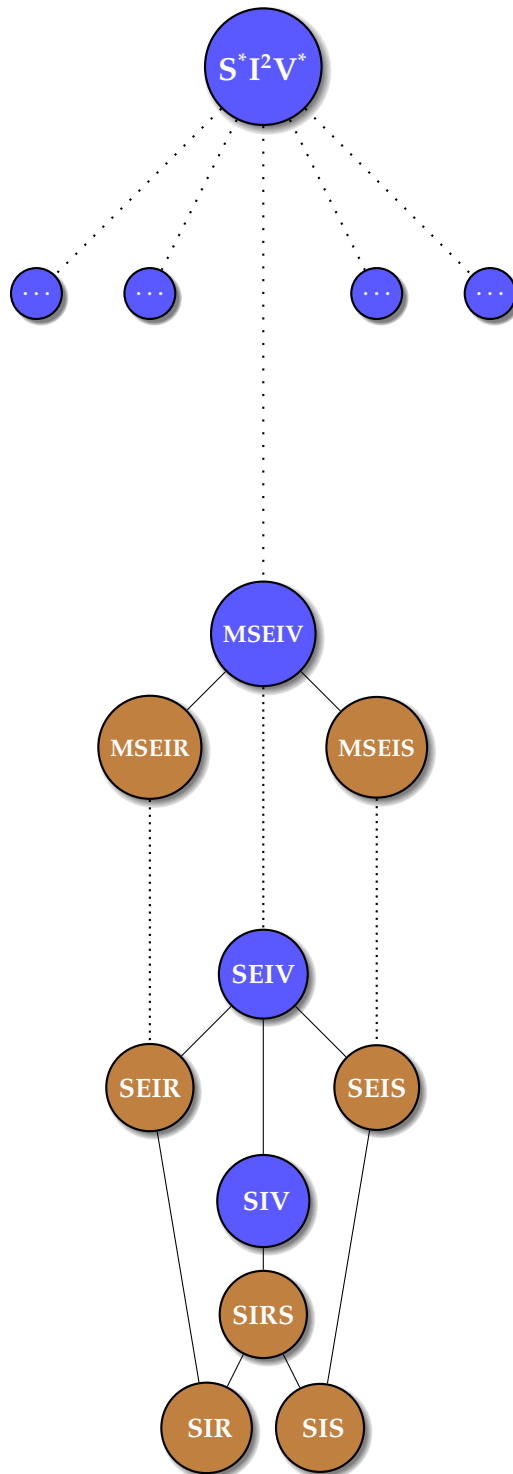 S*I²V*
... ... ... ...
MSEIV
MSEIR MSEIS
SEIV
SEIR SEIS
SIV
SIRS
SIR SIS